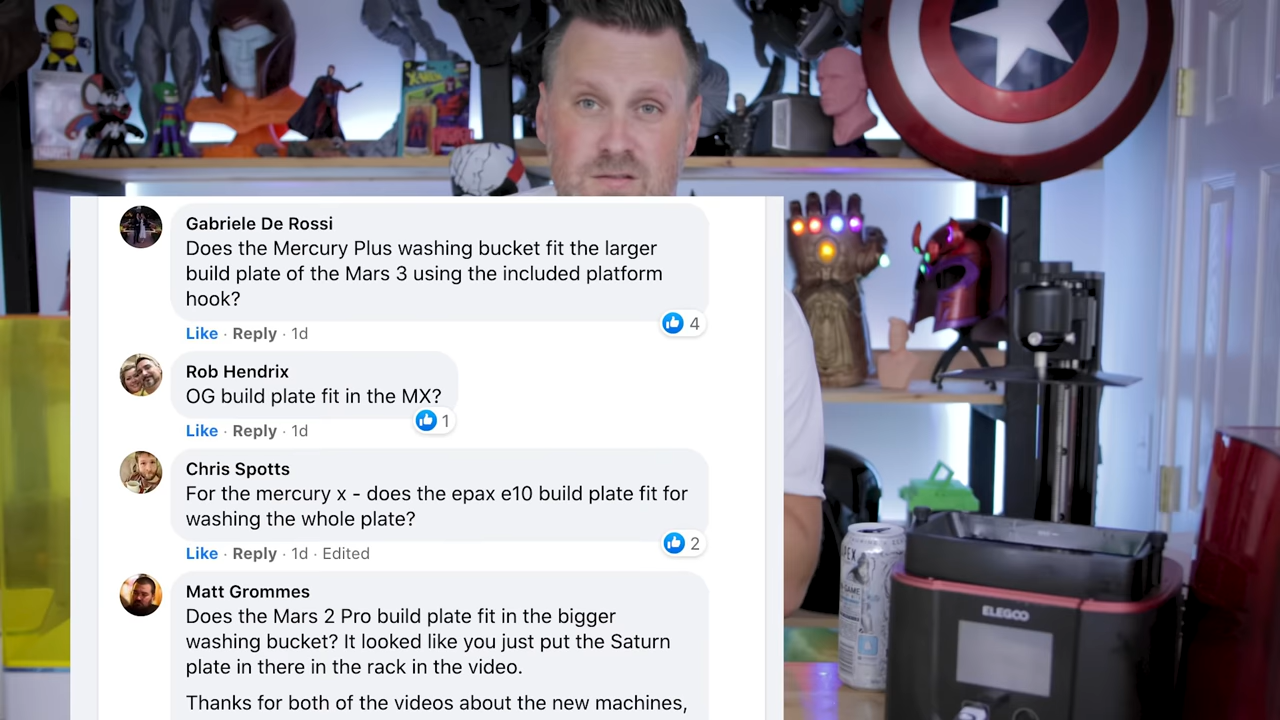 X-MEN
Gabriele De Rossi
Does the Mercury Plus washing bucket fit the larger
build plate of the Mars 3 using the included platform
hook?
Like · Reply · 1d
4
Rob Hendrix
OG build plate fit in the MX?
1
Like · Reply · 1d
Chris Spotts
For the mercury x - does the epax e10 build plate fit for
washing the whole plate?
Like · Reply · 1d · Edited
2
Matt Grommes
Does the Mars 2 Pro build plate fit in the bigger
washing bucket? It looked like you just put the Saturn
plate in there in the rack in the video.
Thanks for both of the videos about the new machines,
ELEGOO